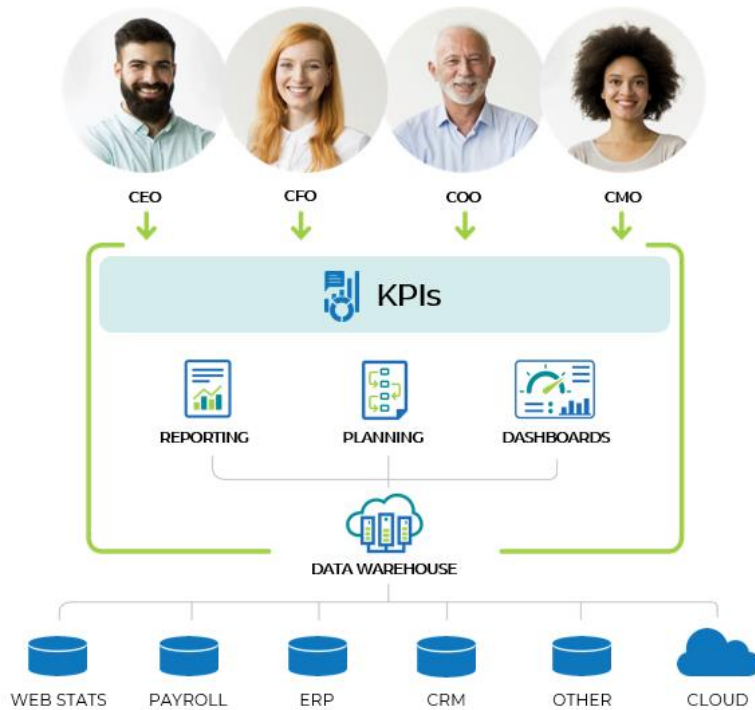 CEO CFO COO CMO
KPIs
REPORTING PLANNING DASHBOARDS
DATA WAREHOUSE
WEB STATS PAYROLL ERP CRM OTHER CLOUD